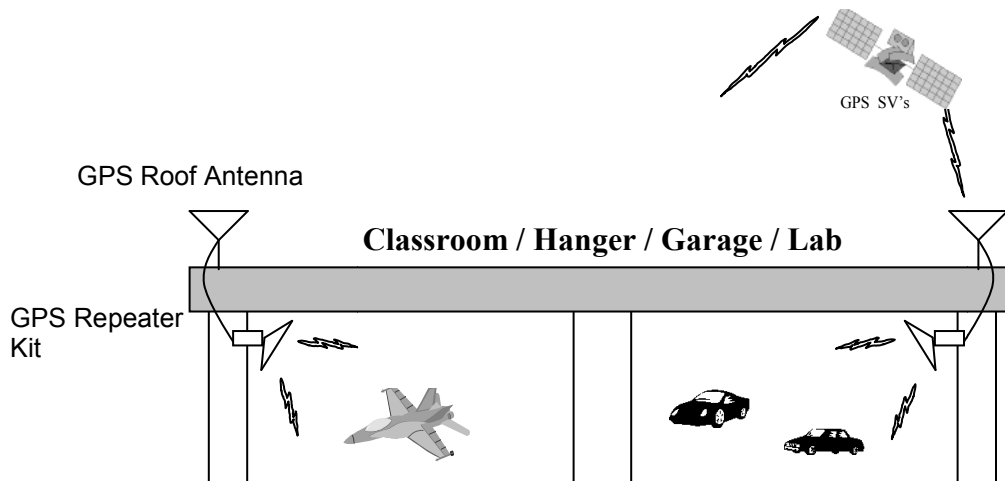 GPS SV's
GPS Roof Antenna
Classroom / Hanger / Garage / Lab
GPS Repeater
Kit